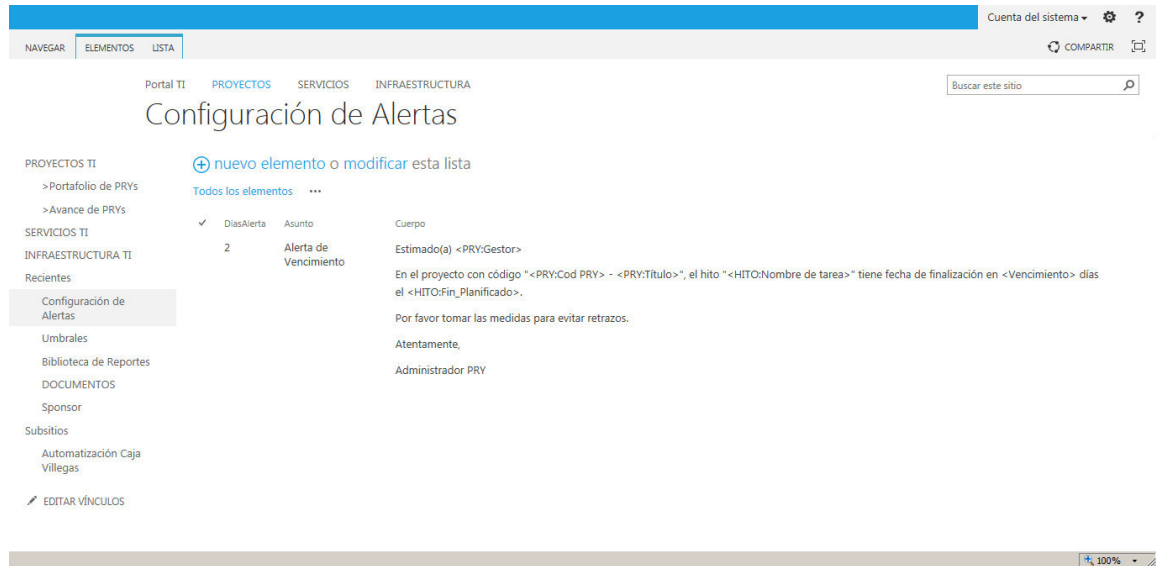 Cuenta del sistema
?
NAVEGAR ELEMENTOS LISTA
COMPARTIR
Portal TI PROYECTOS SERVICIOS INFRAESTRUCTURA
Buscar este sitio
Configuración de Alertas
PROYECTOS TI
>Portafolio de PRYs
>Avance de PRYs
SERVICIOS TI
INFRAESTRUCTURA TI
Recientes
Configuración de
Alertas
Umbrales
Biblioteca de Reportes
DOCUMENTOS
Sponsor
Subsitios
Automatización Caja
Villegas
EDITAR VÍNCULOS
nuevo elemento o modificar esta lista
Todos los elementos ...
DiasAlerta Asunto Cuerpo
2
Alerta de
Vencimiento
Estimado(a) <PRY:Gestor>
En el proyecto con código "<PRY:Cod PRY> - <PRY:Título>", el hito "<HITO:Nombre de tarea>" tiene fecha de finalización en <Vencimiento> días
el <HITO:Fin_Planificado>.
Por favor tomar las medidas para evitar retrazos.
Atentamente,
Administrador PRY
100%